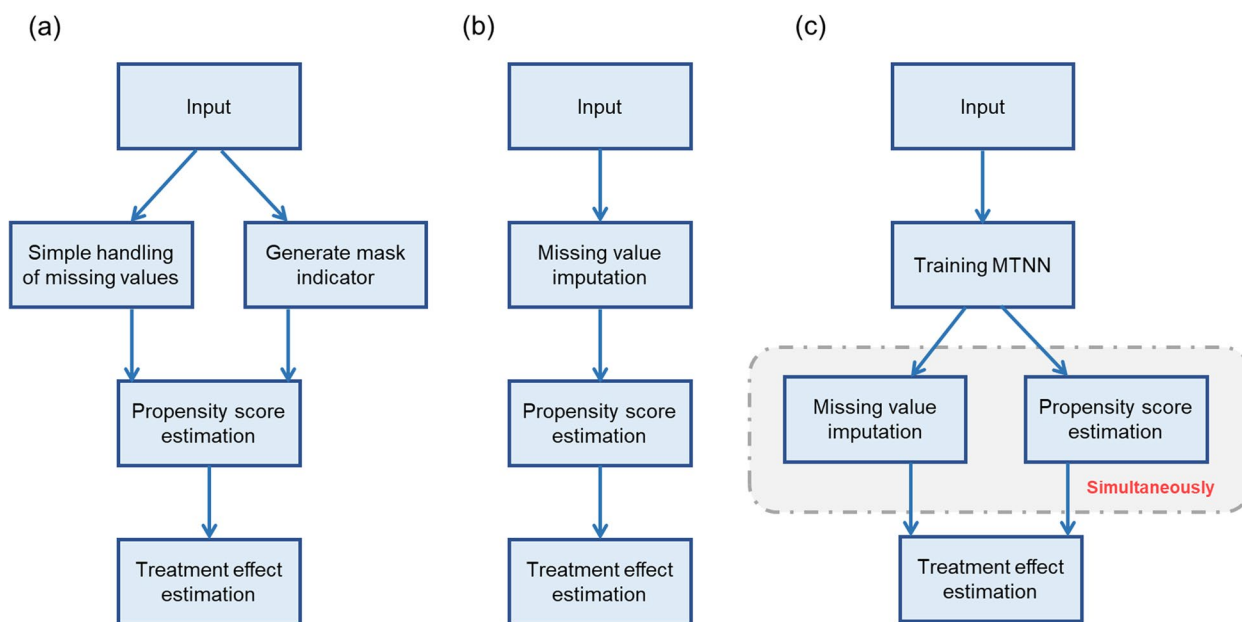 (a)
Input
Simple handling
of missing values
Generate mask
indicator
Propensity score
estimation
Treatment effect
estimation
(b)
Input
Missing value
imputation
Propensity score
estimation
Treatment effect
estimation
(c)
Input
Training MTNN
Missing value
imputation
Propensity score
estimation
Simultaneously
Treatment effect
estimation